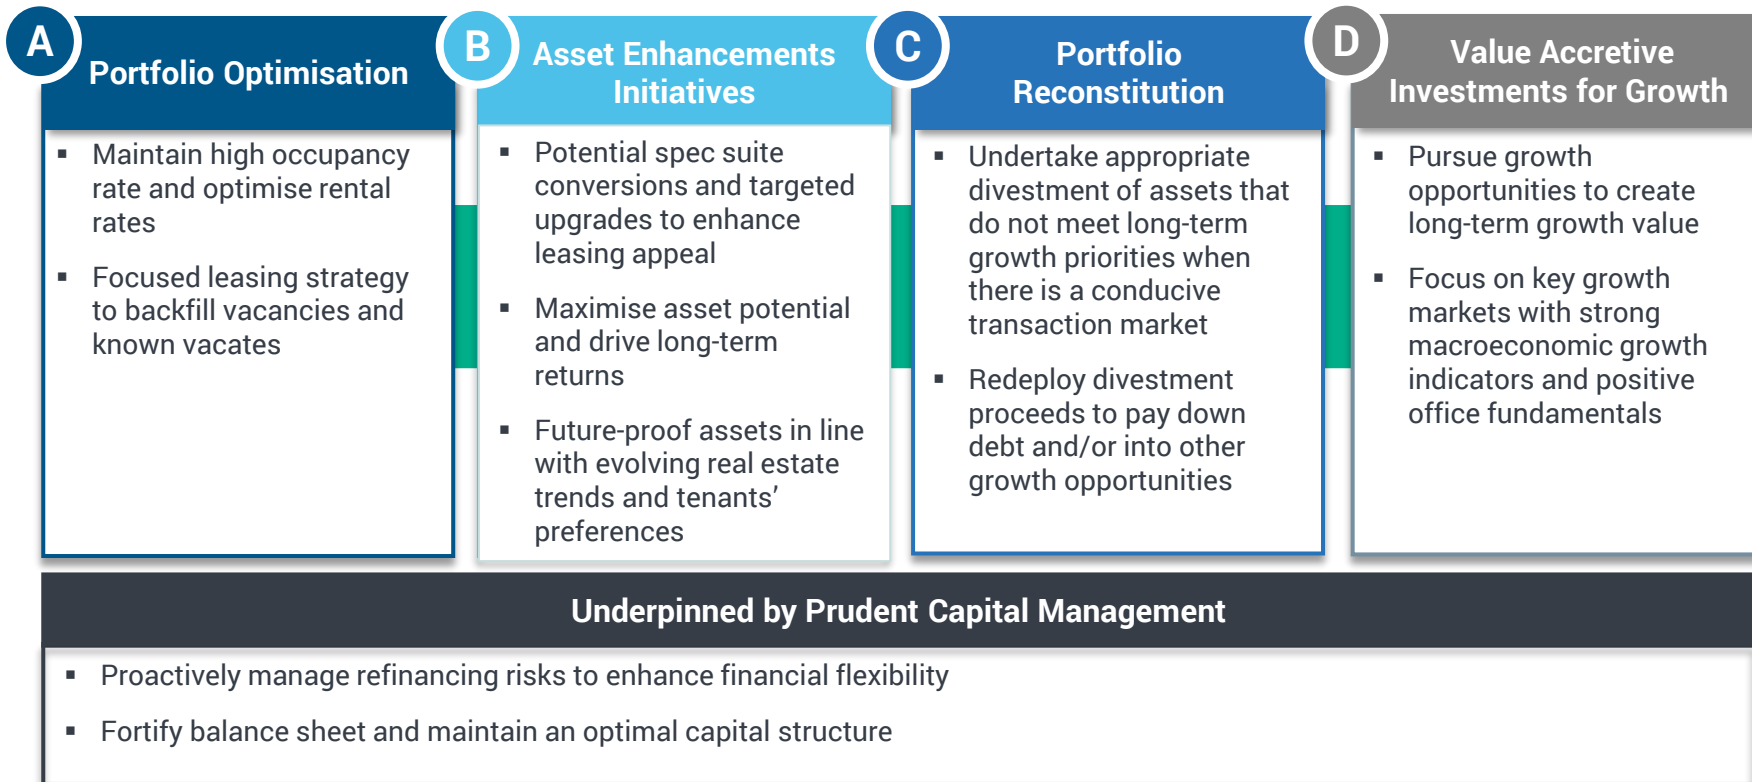 A
Portfolio Optimisation
▪ Maintain high occupancy
rate and optimise rental
rates
▪ Focused leasing strategy
to backfill vacancies and
known vacates
B
Asset Enhancements
Initiatives
▪ Potential spec suite
conversions and targeted
upgrades to enhance
leasing appeal
▪ Maximise asset potential
and drive long-term
returns
▪ Future-proof assets in line
with evolving real estate
trends and tenants’
preferences
C
Portfolio
Reconstitution
▪ Undertake appropriate
divestment of assets that
do not meet long-term
growth priorities when
there is a conducive
transaction market
▪ Redeploy divestment
proceeds to pay down
debt and/or into other
growth opportunities
D
Value Accretive
Investments for Growth
▪ Pursue growth
opportunities to create
long-term growth value
▪ Focus on key growth
markets with strong
macroeconomic growth
indicators and positive
office fundamentals
Underpinned by Prudent Capital Management
▪ Proactively manage refinancing risks to enhance financial flexibility
▪ Fortify balance sheet and maintain an optimal capital structure